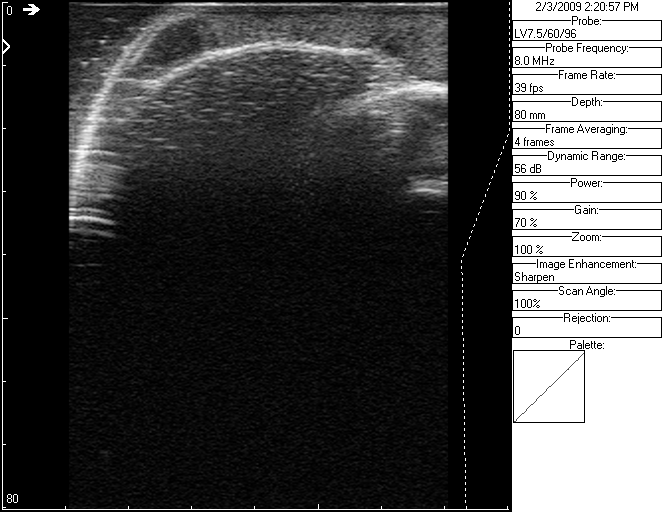 0
80
2/3/2009 2:20:57 PM
Probe:
LV7.5/60/96
Probe Frequency:
8.0 MHz
Frame Rate:
39 fps
Depth:
80 mm
Frame Averaging:
4 frames
Dynamic Range:
56 dB
Power:
90 %
Gain:
70 %
Zoom:
100 %
Image Enhancement:
Sharpen
Scan Angle:
100%
Rejection:
0
Palette: